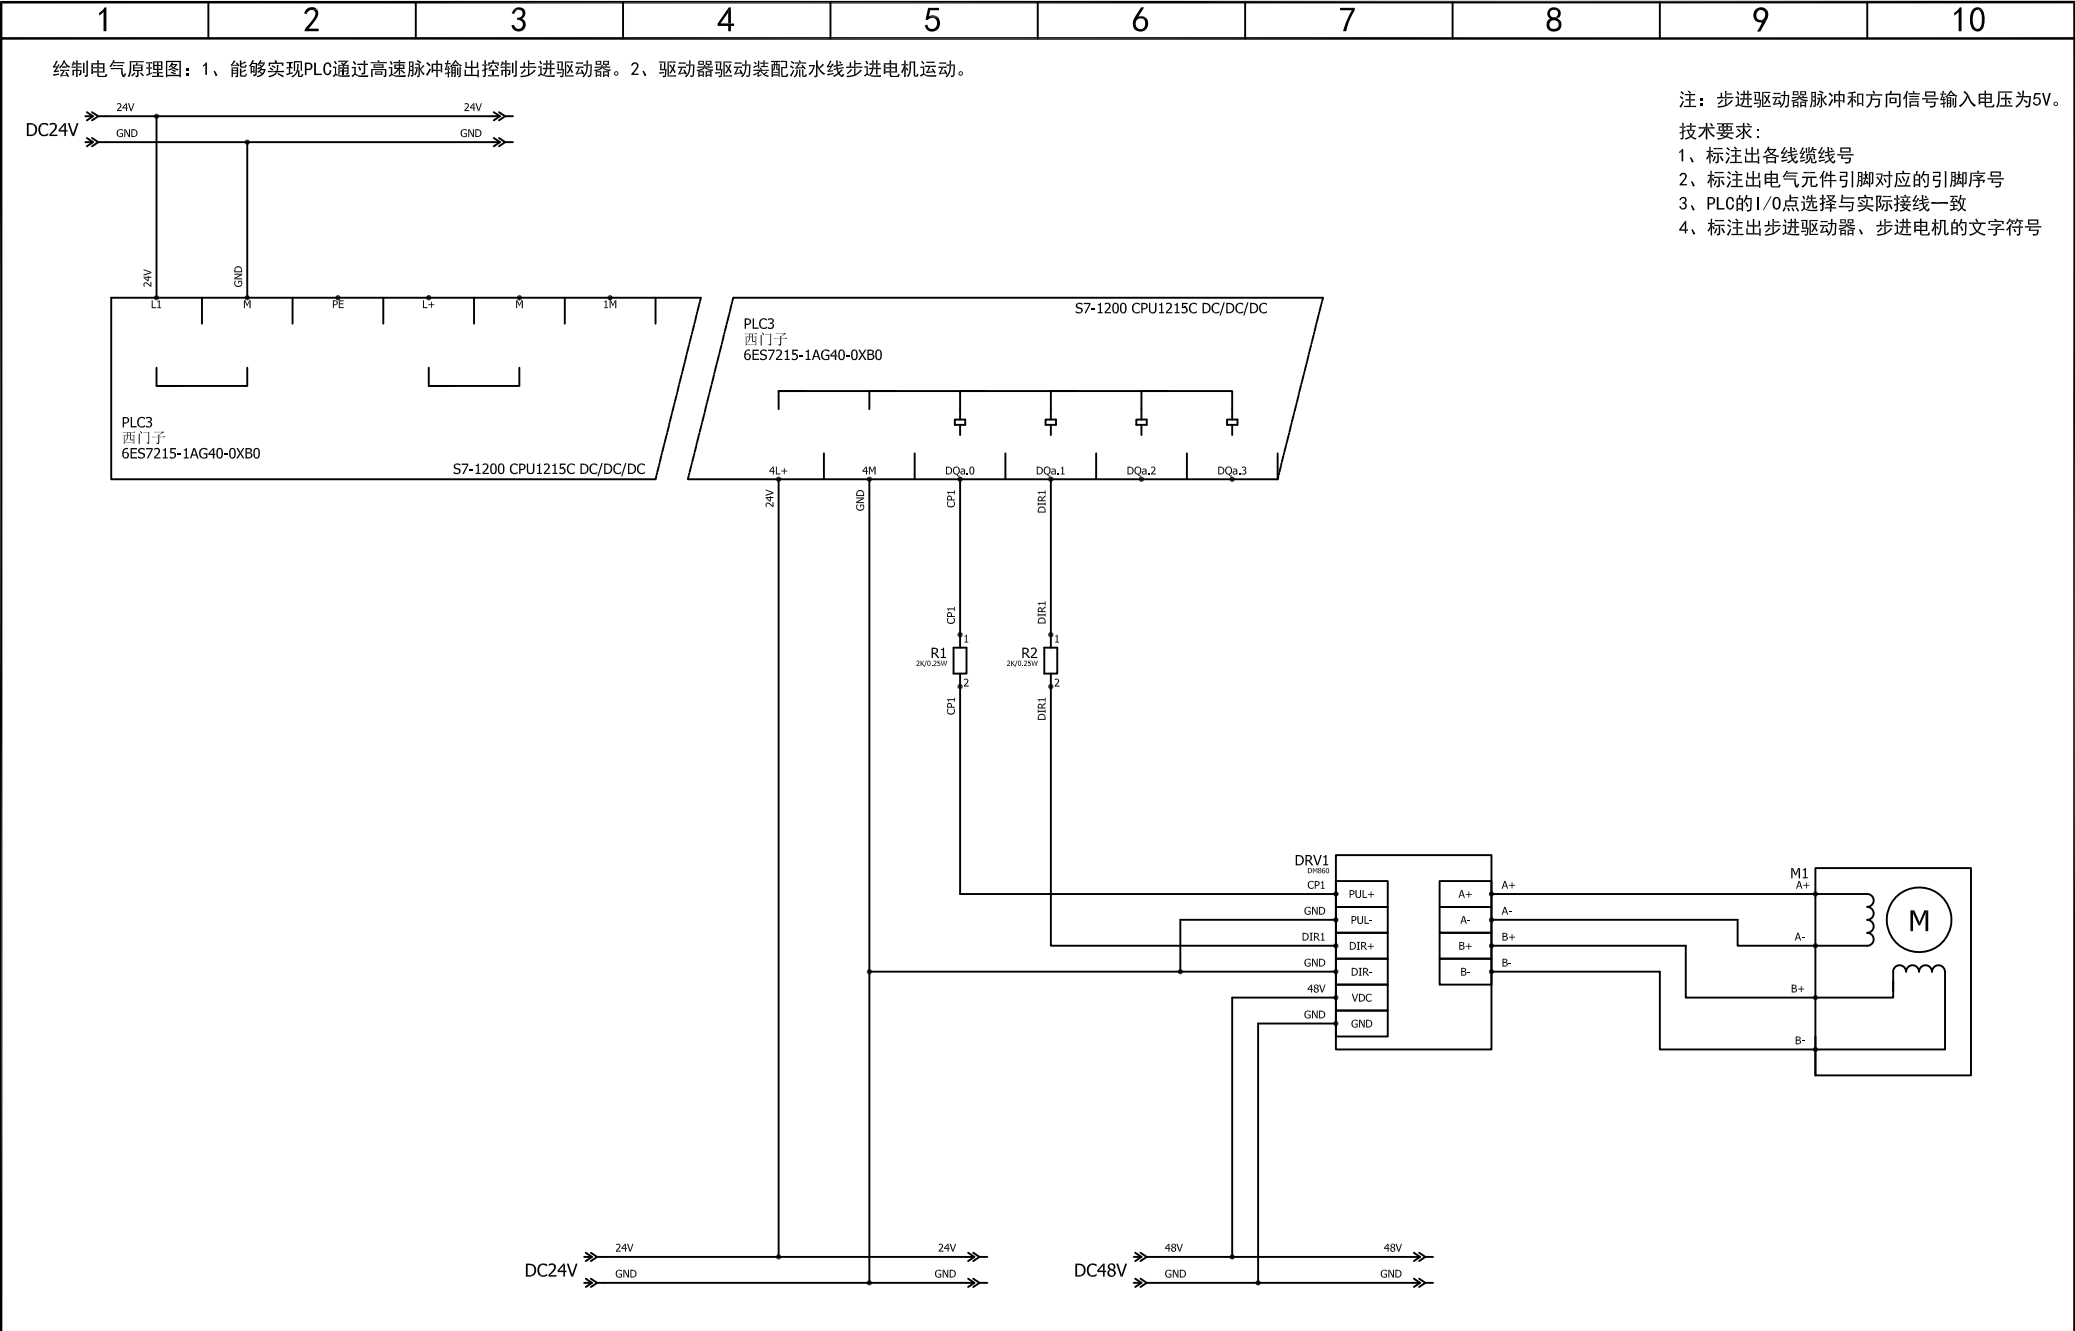 1 2 3 4 5 6 7 8 9 10
绘制电气原理图：1、能够实现PLC通过高速脉冲输出控制步进驱动器。2、驱动器驱动装配流水线步进电机运动。
注：步进驱动器脉冲和方向信号输入电压为5V。
技术要求：
1、标注出各线缆线号
2、标注出电气元件引脚对应的引脚序号
3、PLC的I/O点选择与实际接线一致
4、标注出步进驱动器、步进电机的文字符号
DC24V
24V 24V
GND GND
24V GND
L1 M PE L+ M 1M
PLC3
西门子
6ES7215-1AG40-0XB0
S7-1200 CPU1215C DC/DC/DC
S7-1200 CPU1215C DC/DC/DC
PLC3
西门子
6ES7215-1AG40-0XB0
4L+ 4M DQa.0 DQa.1 DQa.2 DQa.3
24V GND CP1 DIR1
CP1 DIR1
1 1
R1 R2
2K/0.25W 2K/0.25W
2 2
CP1 DIR1
DRV1
DM860
CP1 PUL+ A+ A+
GND PUL- A- A-
DIR1 DIR+ B+ B+
GND DIR- B- B-
48V VDC
GND GND
M1
A+
M
A-
B+
B-
DC24V
24V 24V
GND GND
DC48V
48V 48V
GND GND